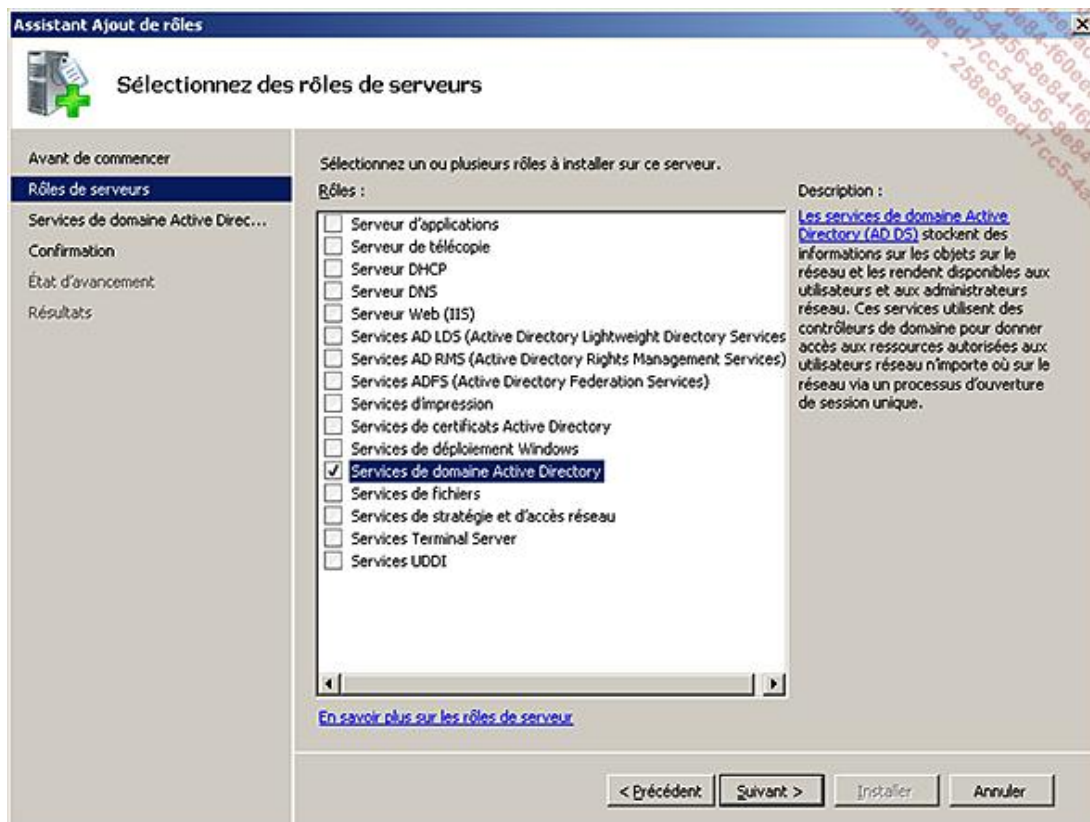 Assistant Ajout de rôles
Sélectionnez des rôles de serveurs
Avant de commencer
Rôles de serveurs
Services de domaine Active Direc...
Confirmation
État d'avancement
Résultats
Sélectionnez un ou plusieurs rôles à installer sur ce serveur.
Rôles :
Serveur d'applications
Serveur de télécopie
Serveur DHCP
Serveur DNS
Serveur Web (IIS)
Services AD LDS (Active Directory Lightweight Directory Services
Services AD RMS (Active Directory Rights Management Services)
Services ADFS (Active Directory Federation Services)
Services d'impression
Services de certificats Active Directory
Services de déploiement Windows
Services de domaine Active Directory
Services de fichiers
Services de stratégie et d'accès réseau
Services Terminal Server
Services UDDI
En savoir plus sur les rôles de serveur
Description :
Les services de domaine Active
Directory (AD DS) stockent des
informations sur les objets sur le
réseau et les rendent disponibles aux
utilisateurs et aux administrateurs
réseau. Ces services utilisent des
contrôleurs de domaine pour donner
accès aux ressources autorisées aux
utilisateurs réseau n'importe où sur le
réseau via un processus d'ouverture
de session unique.
< Précédent
Suivant >
Installer
Annuler